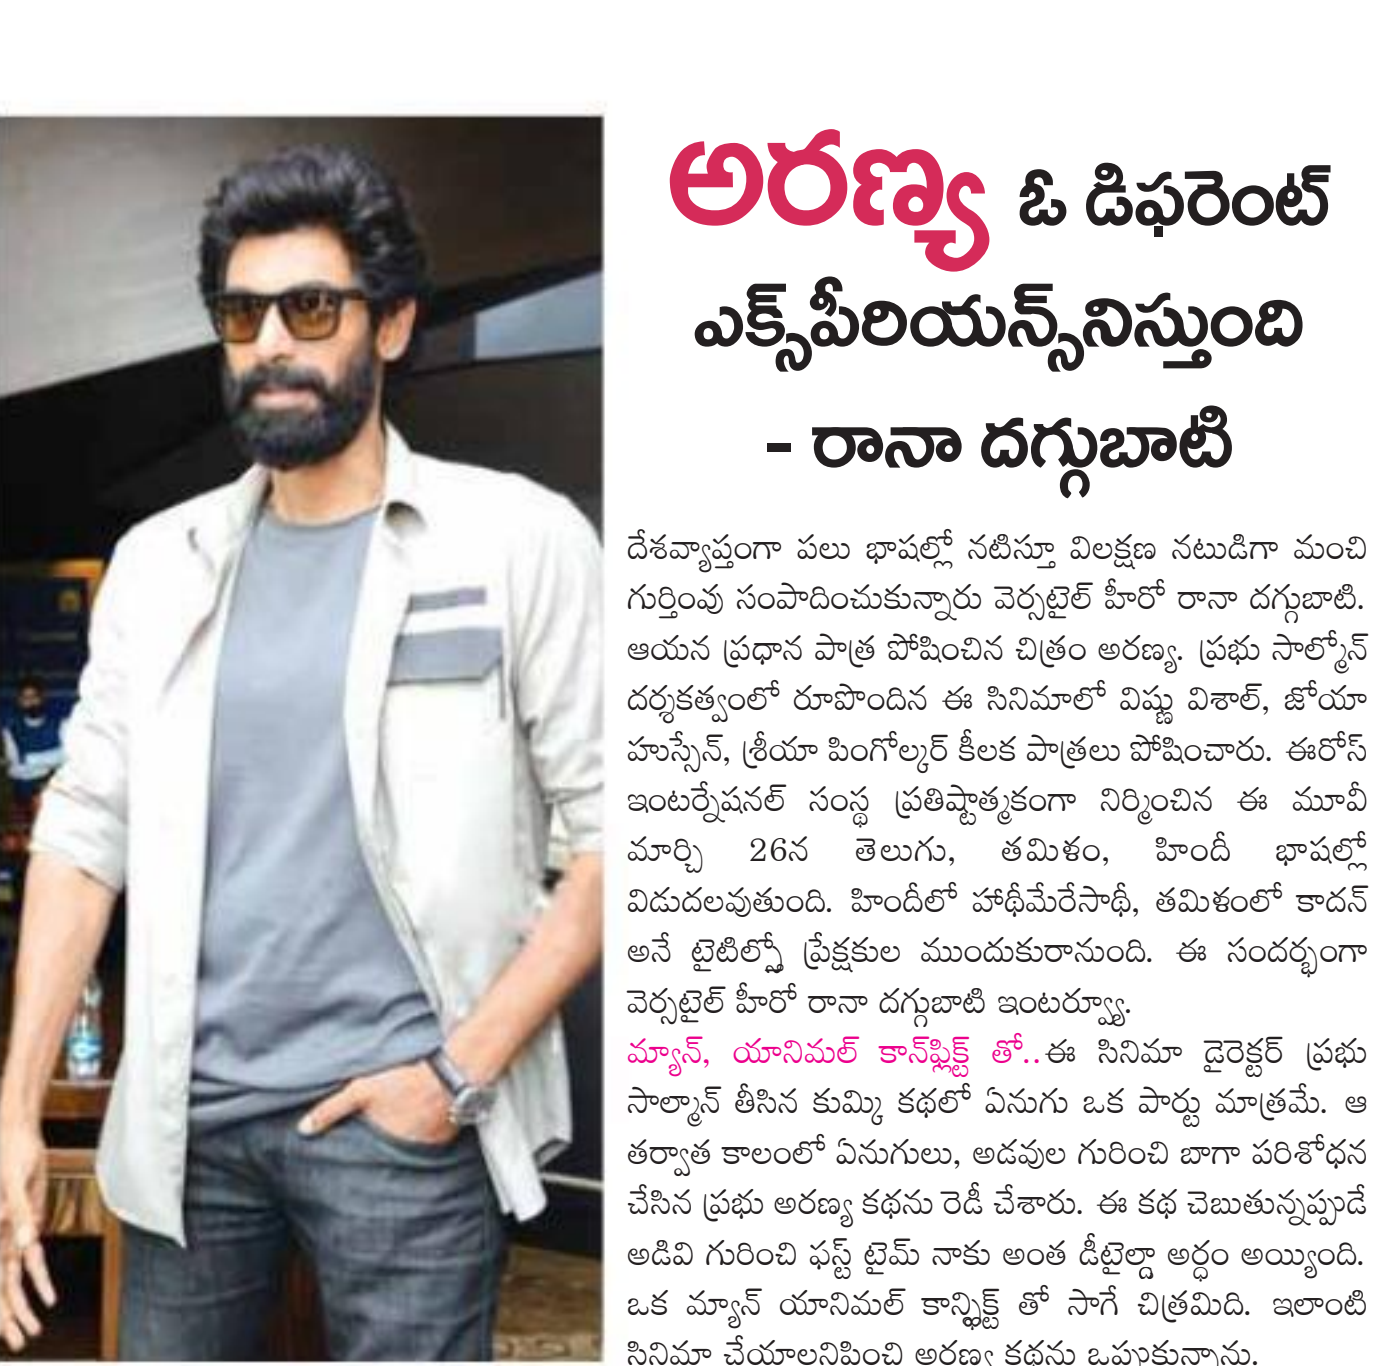 అరణ్య ఓ డిఫరెంట్
ఎక్స్‌పీరియన్స్‌నిస్తుంది
- రానా దగ్గుబాటి
దేశవ్యాప్తంగా పలు భాషల్లో నటిస్తూ విలక్షణ నటుడిగా మంచి
గుర్తింపు సంపాదించుకున్నారు వెర్సటైల్ హీరో రానా దగ్గుబాటి.
ఆయన ప్రధాన పాత్ర పోషించిన చిత్రం అరణ్య. ప్రభు సాల్మోన్
దర్శకత్వంలో రూపొందిన ఈ సినిమాలో విష్ణు విశాల్, జోయా
హుస్సేన్, శ్రీయా పింగోల్కర్ కీలక పాత్రలు పోషించారు. ఈరోస్
ఇంటర్నేషనల్ సంస్థ ప్రతిష్టాత్మకంగా నిర్మించిన ఈ మూవీ
మార్చి 26న తెలుగు, తమిళం, హిందీ భాషల్లో
విడుదలవుతుంది. హిందీలో హాథీమేరేసాథీ, తమిళంలో కాదన్
అనే టైటిల్తో ప్రేక్షకుల ముందుకురానుంది. ఈ సందర్భంగా
వెర్సటైల్ హీరో రానా దగ్గుబాటి ఇంటర్వ్యూ.
మ్యాన్, యానిమల్ కాన్‌ఫ్లిక్ట్ తో..ఈ సినిమా డైరెక్టర్ ప్రభు
సాల్మాన్ తీసిన కుమ్కి కథలో ఏనుగు ఒక పార్టు మాత్రమే. ఆ
తర్వాత కాలంలో ఏనుగులు, అడవుల గురించి బాగా పరిశోధన
చేసిన ప్రభు అరణ్య కథను రెడీ చేశారు. ఈ కథ చెబుతున్నప్పుడే
అడివి గురించి ఫస్ట్ టైమ్ నాకు అంత డీటైల్డా అర్ధం అయ్యింది.
ఒక మ్యాన్ యానిమల్ కాన్ఫ్లిక్ట్ తో సాగే చిత్రమిది. ఇలాంటి
సినిమా చేయాలనిపించి అరణ్య కథను ఒప్పుకున్నాను.